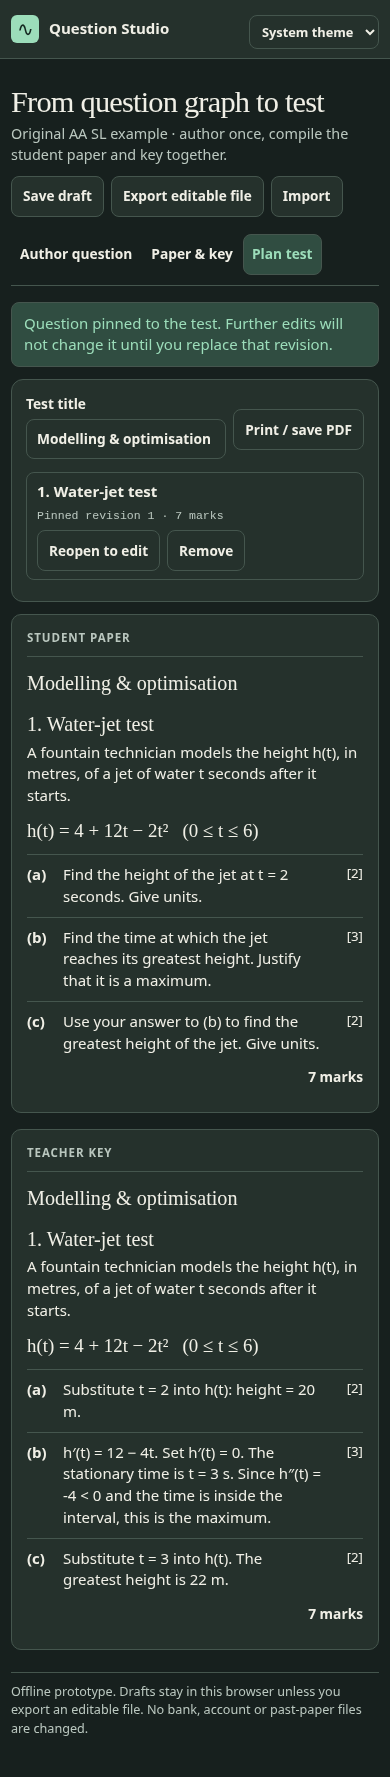 ∿ Question Studio
System theme
From question graph to test
Original AA SL example · author once, compile the
student paper and key together.
Save draft
Export editable file
Import
Author question
Paper & key
Plan test
Question pinned to the test. Further edits will
not change it until you replace that revision.
Test title
Modelling & optimisation
Print / save PDF
1. Water-jet test
Pinned revision 1 · 7 marks
Reopen to edit
Remove
STUDENT PAPER
Modelling & optimisation
1. Water-jet test
A fountain technician models the height h(t), in
metres, of a jet of water t seconds after it
starts.
h(t) = 4 + 12t − 2t² (0 ≤ t ≤ 6)
(a) Find the height of the jet at t = 2 [2]
seconds. Give units.
(b) Find the time at which the jet [3]
reaches its greatest height. Justify
that it is a maximum.
(c) Use your answer to (b) to find the [2]
greatest height of the jet. Give units.
7 marks
TEACHER KEY
Modelling & optimisation
1. Water-jet test
A fountain technician models the height h(t), in
metres, of a jet of water t seconds after it
starts.
h(t) = 4 + 12t − 2t² (0 ≤ t ≤ 6)
(a) Substitute t = 2 into h(t): height = 20 [2]
m.
(b) h′(t) = 12 − 4t. Set h′(t) = 0. The [3]
stationary time is t = 3 s. Since h″(t) =
-4 < 0 and the time is inside the
interval, this is the maximum.
(c) Substitute t = 3 into h(t). The [2]
greatest height is 22 m.
7 marks
Offline prototype. Drafts stay in this browser unless you
export an editable file. No bank, account or past-paper files
are changed.